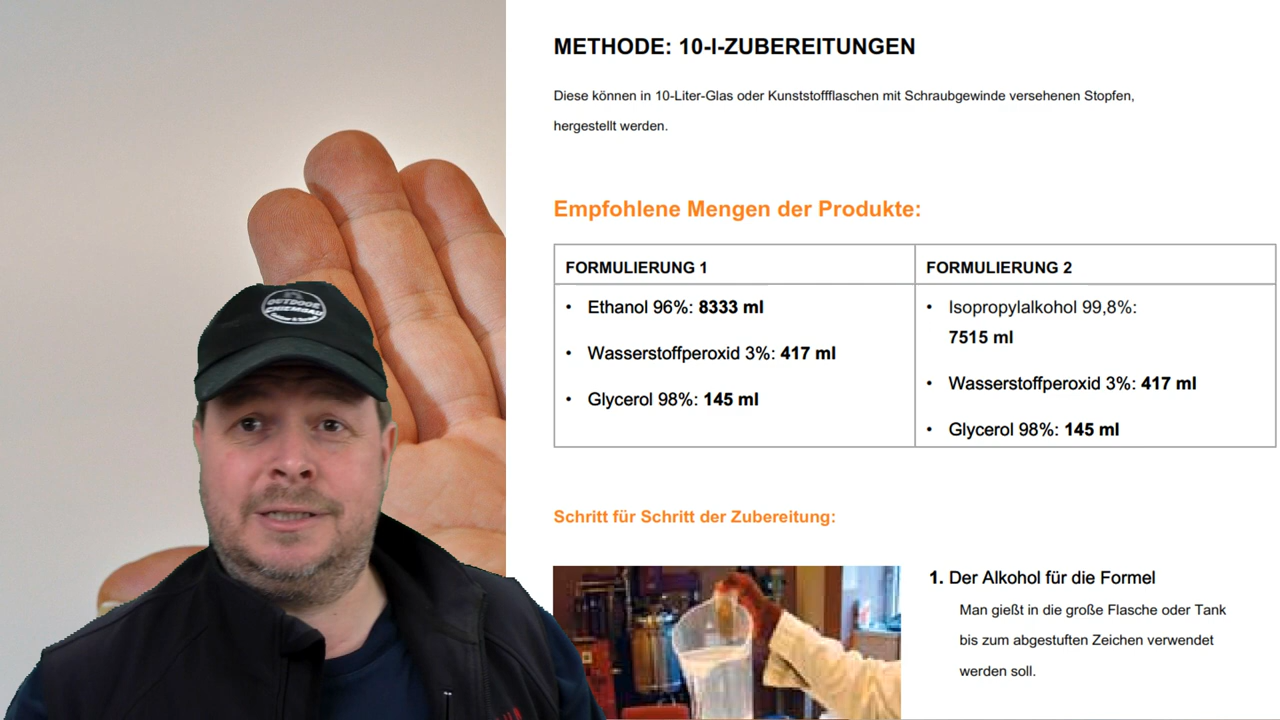 METHODE: 10-l-ZUBEREITUNGEN
Diese können in 10-Liter-Glas oder Kunststoffflaschen mit Schraubgewinde versehenen Stopfen,
hergestellt werden.
Empfohlene Mengen der Produkte:
FORMULIERUNG 1
• Ethanol 96%: 8333 ml
• Wasserstoffperoxid 3%: 417 ml
• Glycerol 98%: 145 ml
FORMULIERUNG 2
• Isopropylalkohol 99,8%:
7515 ml
• Wasserstoffperoxid 3%: 417 ml
• Glycerol 98%: 145 ml
Schritt für Schritt der Zubereitung:
1. Der Alkohol für die Formel
Man gießt in die große Flasche oder Tank
bis zum abgestuften Zeichen verwendet
werden soll.
OUTDOOR
CHIEMGAU